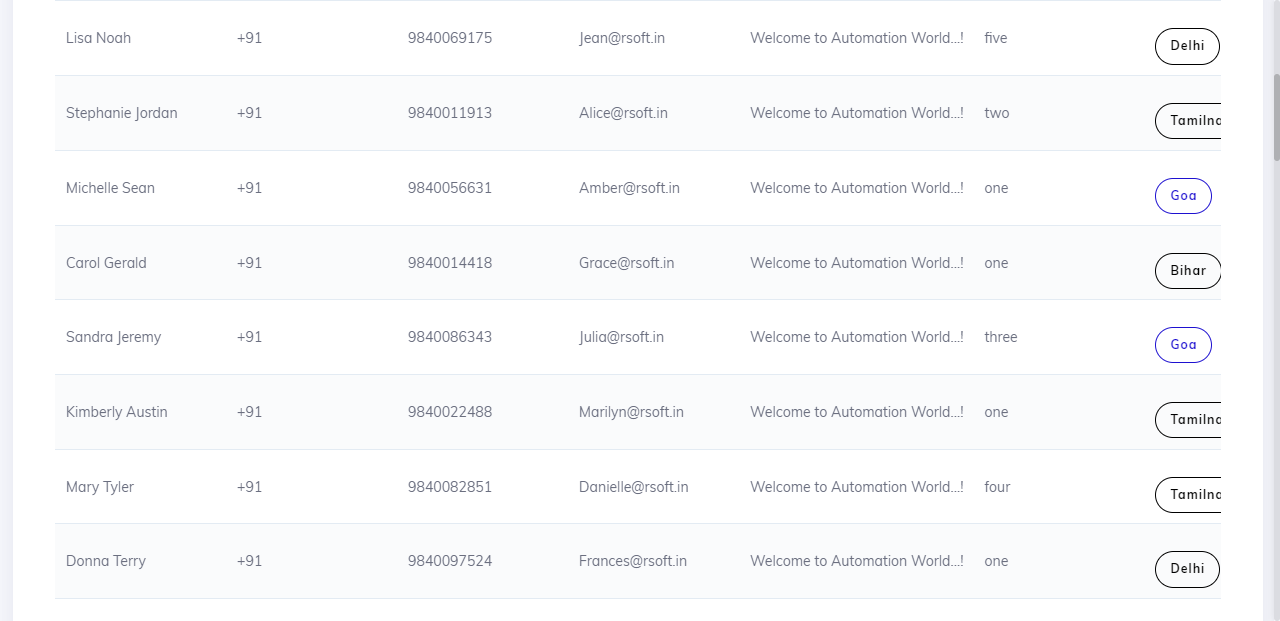 Lisa Noah +91 9840069175 Jean@rsoft.in Welcome to Automation World...! five Delhi
Stephanie Jordan +91 9840011913 Alice@rsoft.in Welcome to Automation World...! two Tamilna
Michelle Sean +91 9840056631 Amber@rsoft.in Welcome to Automation World...! one Goa
Carol Gerald +91 9840014418 Grace@rsoft.in Welcome to Automation World...! one Bihar
Sandra Jeremy +91 9840086343 Julia@rsoft.in Welcome to Automation World...! three Goa
Kimberly Austin +91 9840022488 Marilyn@rsoft.in Welcome to Automation World...! one Tamilna
Mary Tyler +91 9840082851 Danielle@rsoft.in Welcome to Automation World...! four Tamilna
Donna Terry +91 9840097524 Frances@rsoft.in Welcome to Automation World...! one Delhi